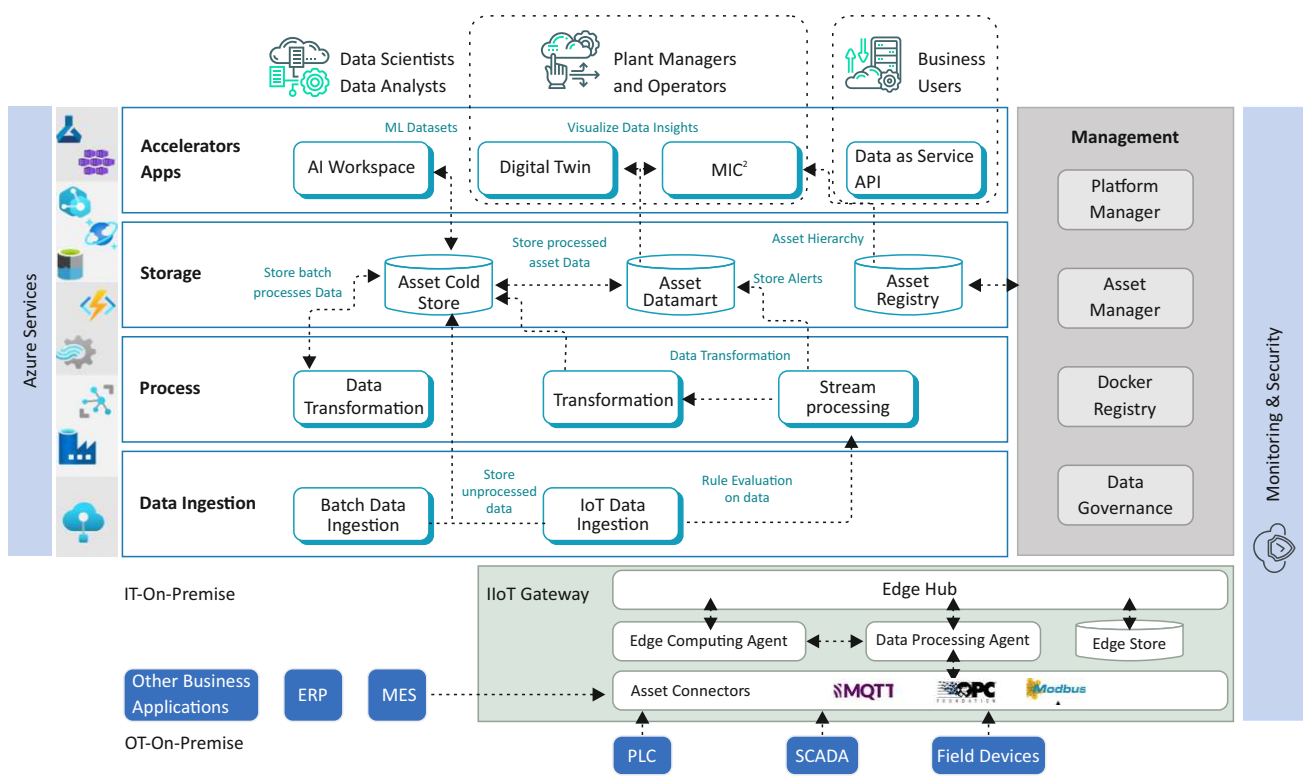 Data Scientists
Data Analysts
Plant Managers
and Operators
Business
Users
Azure Services
Accelerators
Apps
ML Datasets
AI Workspace
Visualize Data Insights
Digital Twin
MIC²
Data as Service
API
Storage
Store batch
processes Data
Asset Cold
Store
Store processed
asset Data
Asset
Datamart
Store Alerts
Asset Hierarchy
Asset
Registry
Process
Data
Transformation
Transformation
Data Transformation
Stream
processing
Data Ingestion
Batch Data
Ingestion
Store
unprocessed
data
IoT Data
Ingestion
Rule Evaluation
on data
Management
Platform
Manager
Asset
Manager
Docker
Registry
Data
Governance
Monitoring & Security
IT-On-Premise
IIoT Gateway
Edge Hub
Edge Computing Agent
Data Processing Agent
Edge Store
Other Business
Applications
ERP
MES
Asset Connectors
MQTT
OPC
FOUNDATION
Modbus
OT-On-Premise
PLC
SCADA
Field Devices